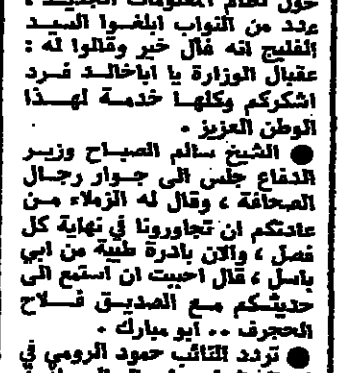 حول نظام المعلومات الجديد ،
عدد من النواب ابلغوا السيد
الفليج انه فأل خير وقالوا له :
عقبال الوزارة يا اباخالد فرد
اشكركم وكلها خدمة لهذا
الوطن العزيز .
● الشيخ سالم الصباح وزير
الدفاع جلس الى جوار رجال
الصحافة ، وقال له الزملاء من
عادتكم ان تجاورونا في نهاية كل
فصل ، والان بادرة طيبة من ابي
باسل ، قال احببت ان استمع الى
حديثكم مع الصديق فلاح
الحجرف .. ابو مبارك .
● تردد النائب حمود الرومي في